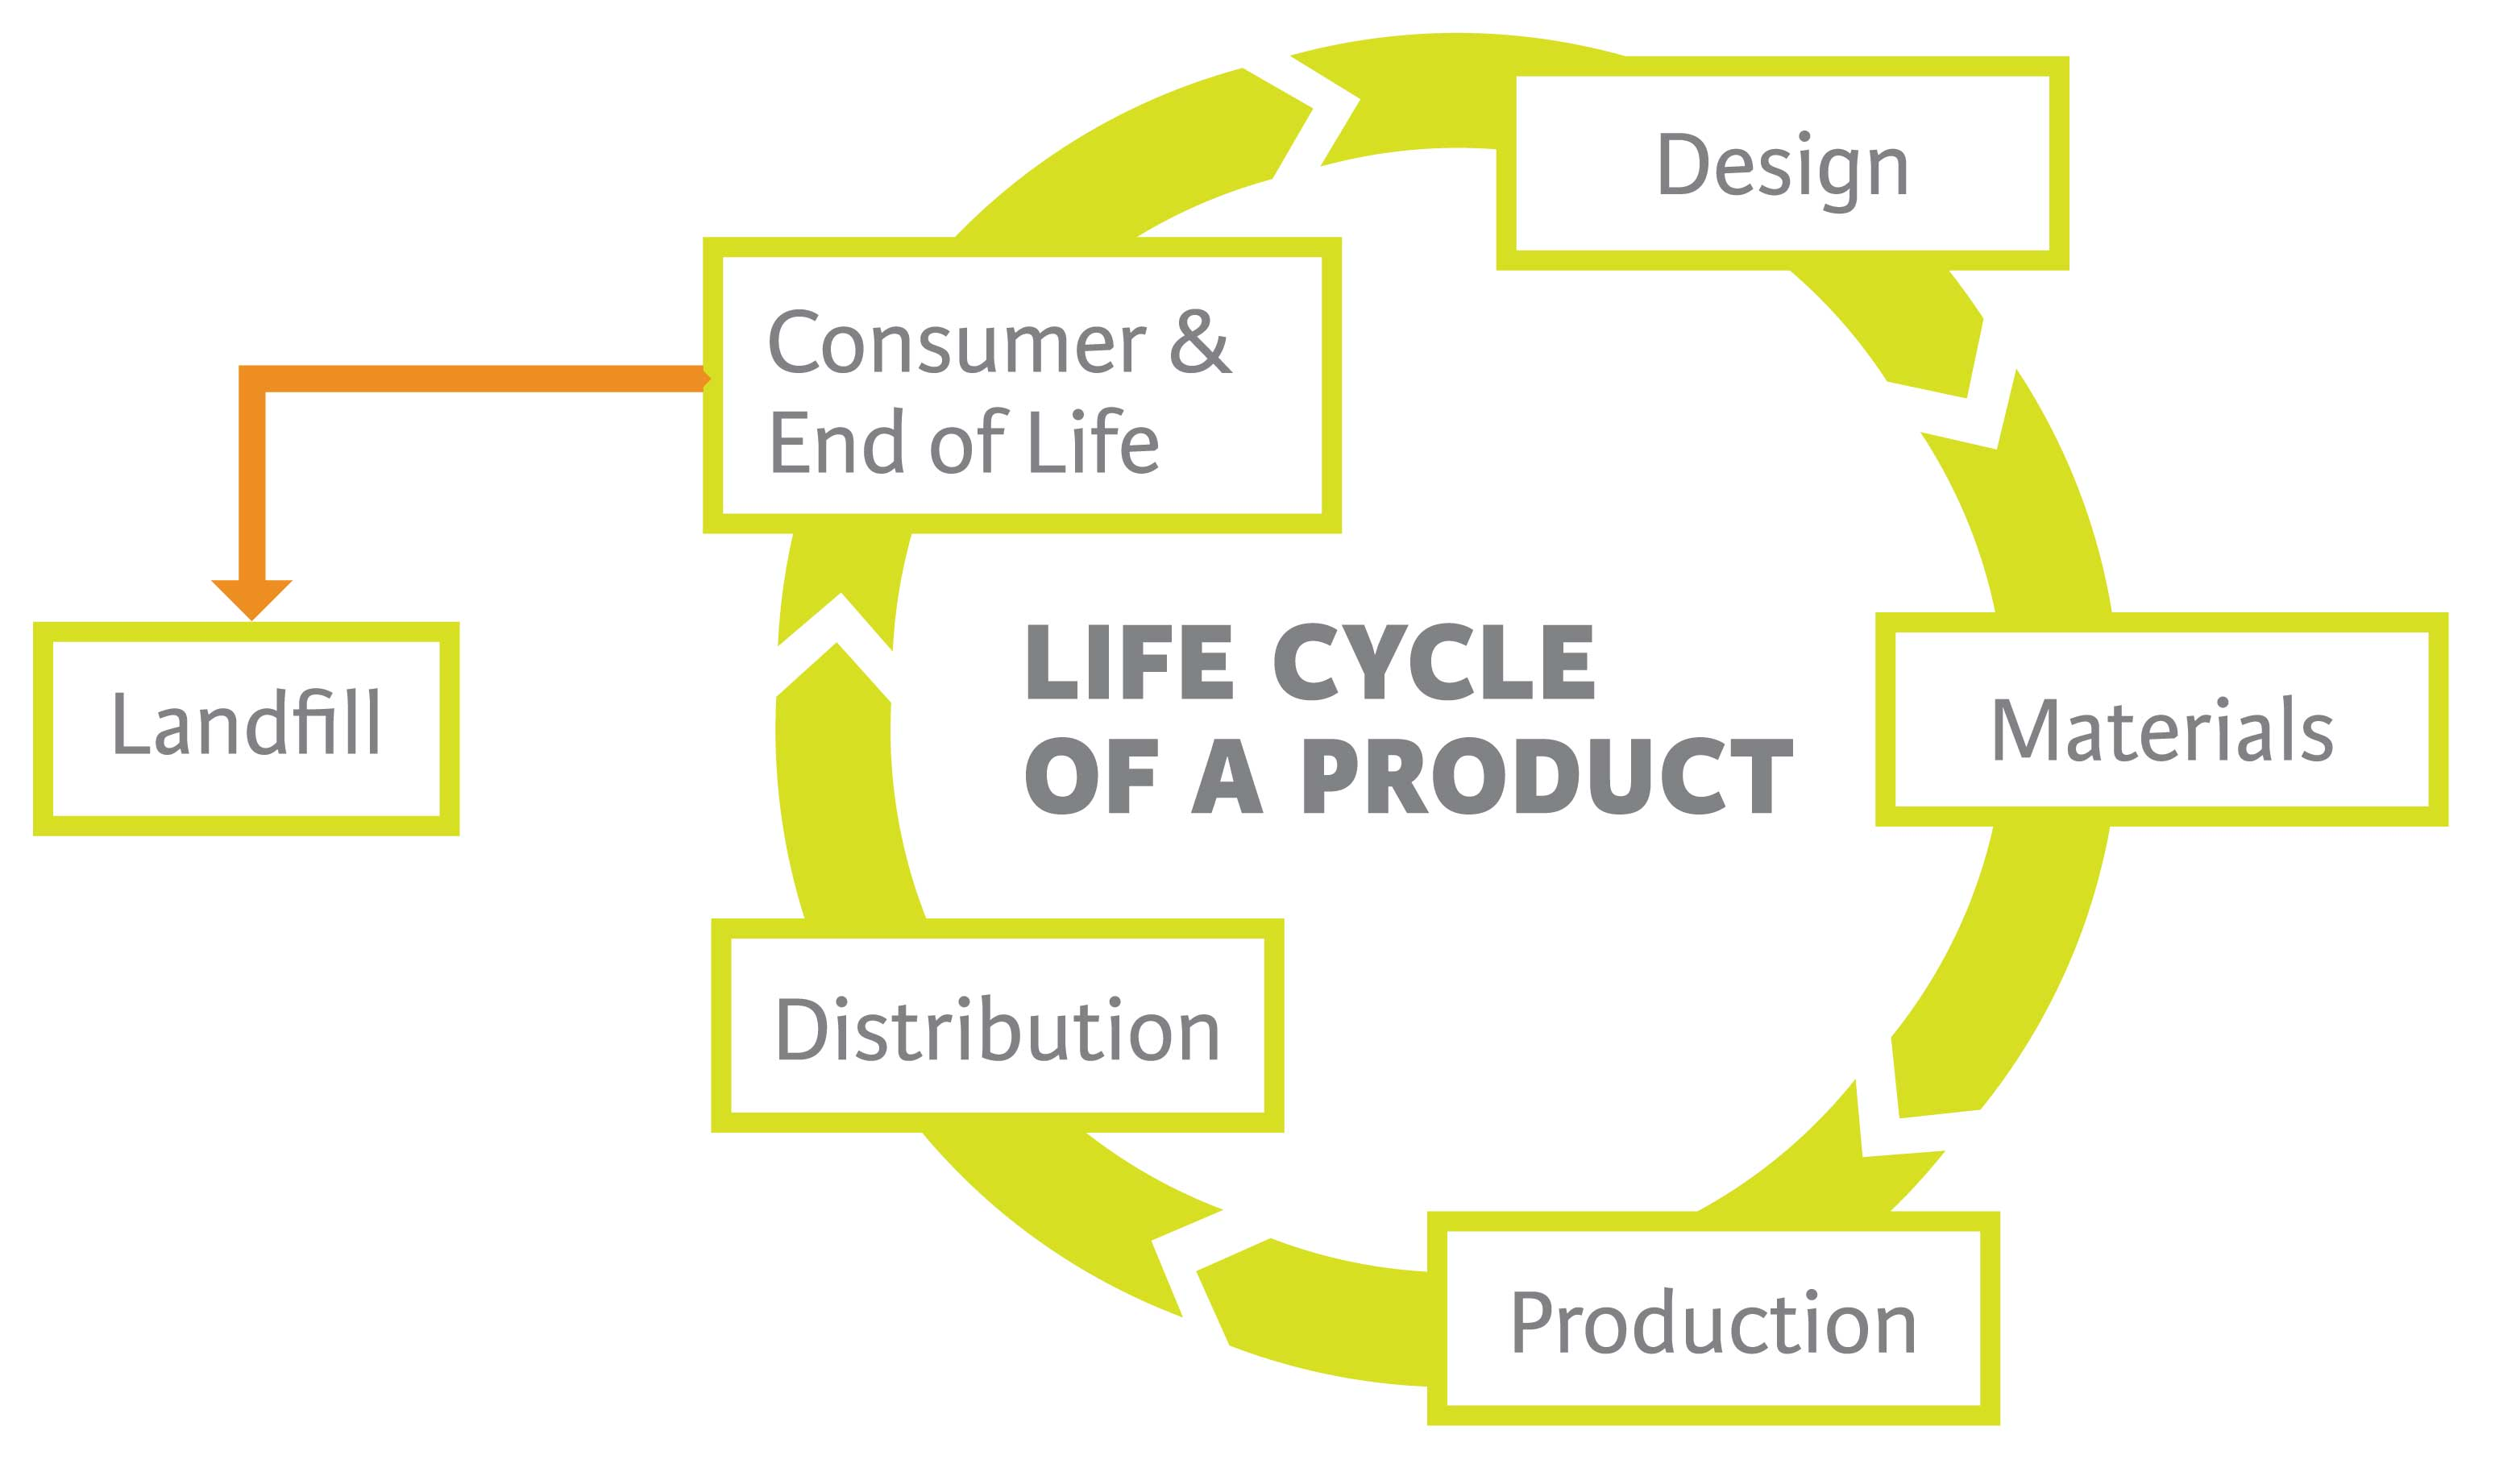 Design
Consumer &
End of Life
LIFE CYCLE
OF A PRODUCT
Landfill
Materials
Distribution
Production